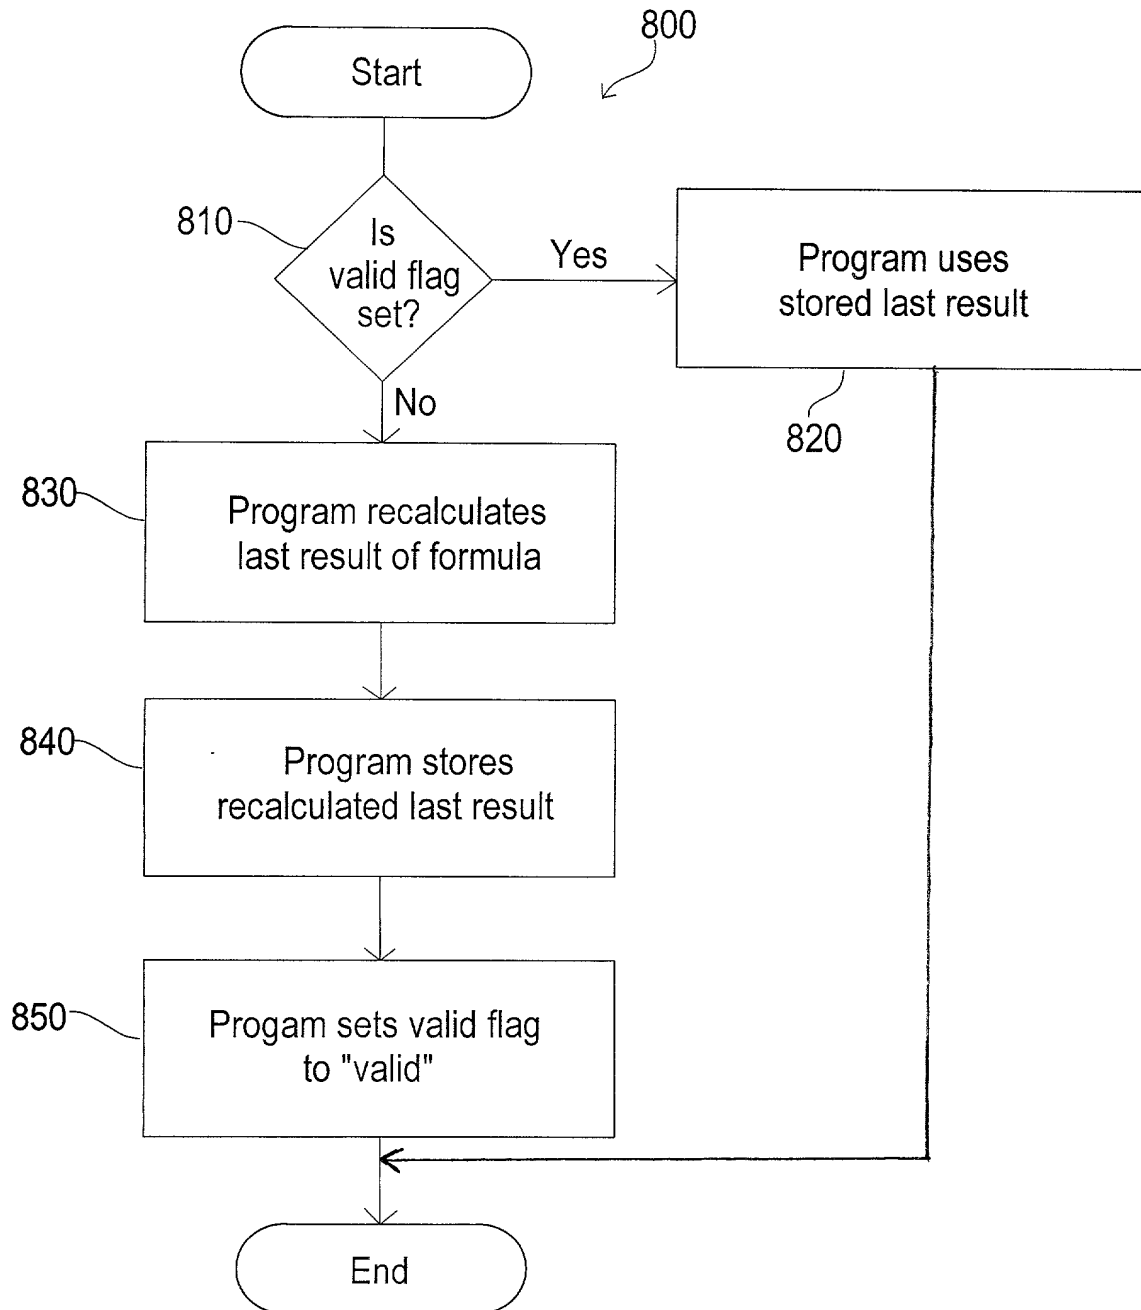 800
Start
810
Is
valid flag
set?
Yes
Program uses
stored last result
820
No
830
Program recalculates
last result of formula
840
Program stores
recalculated last result
850
Progam sets valid flag
to "valid"
End